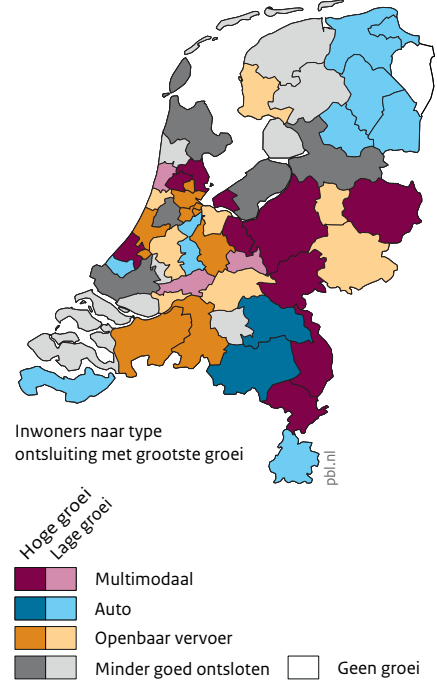 Inwoners naar type
ontsluiting met grootste groei
pbl.nl
Hoge groei
Lage groei
Multimodaal
Auto
Openbaar vervoer
Minder goed ontsloten
Geen groei